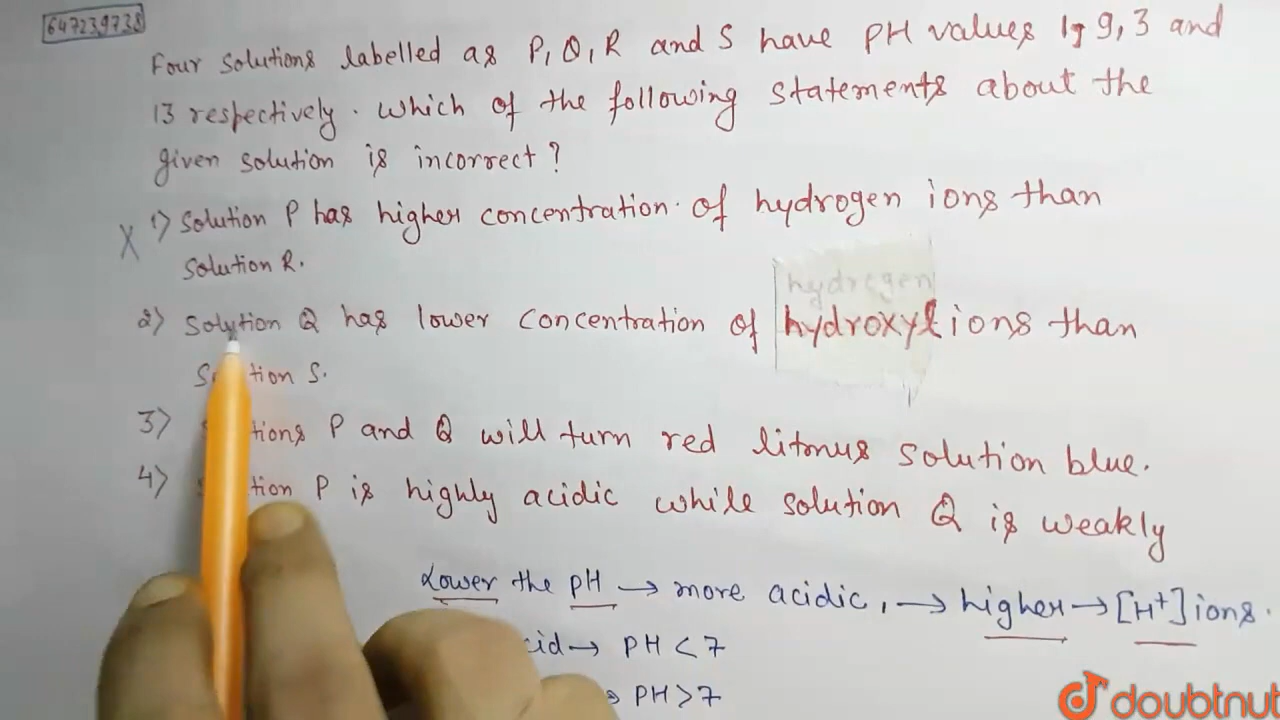 647239738
Four solutions labelled as P, Q, R and S have PH values 1, 9, 3 and
13 respectively. which of the following statements about the
given solution is incorrect?
X 1) Solution P has higher concentration of hydrogen ions than
Solution R.
hydrogen
2) Solution Q has lower concentration of hydroxyl ions than
S tion S.
3) tions P and Q will turn red litmus solution blue.
4) tion P is highly acidic while solution Q is weakly
Lower the pH → more acidic, → higher → [H+] ions.
cid → PH < 7
PH > 7
doubtnut